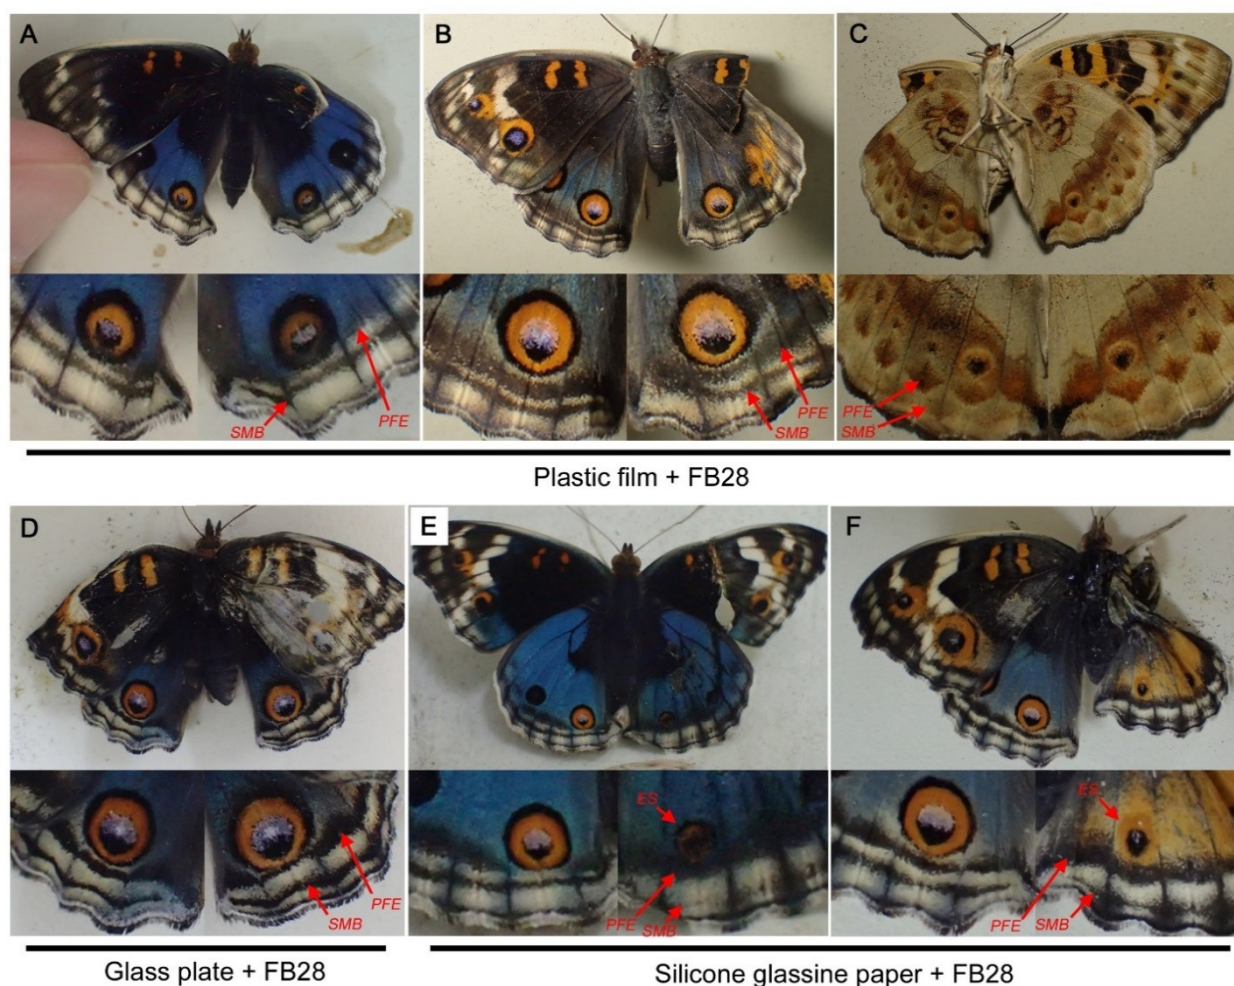 A
B
C
SMB
PFE
SMB
PFE
PFE
SMB
Plastic film + FB28
D
E
F
SMB
PFE
ES
PFE
SMB
ES
PFE
SMB
Glass plate + FB28
Silicone glassine paper + FB28